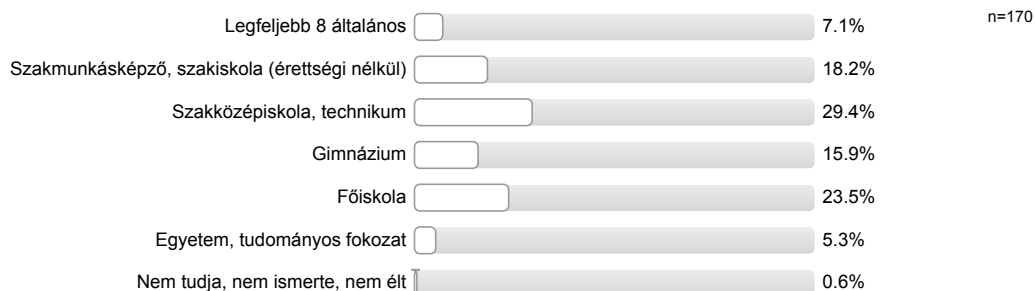 Legfeljebb 8 általános 7.1% n=170
Szakmunkásképző, szakiskola (érettségi nélkül) 18.2%
Szakközépiskola, technikum 29.4%
Gimnázium 15.9%
Főiskola 23.5%
Egyetem, tudományos fokozat 5.3%
Nem tudja, nem ismerte, nem élt 0.6%